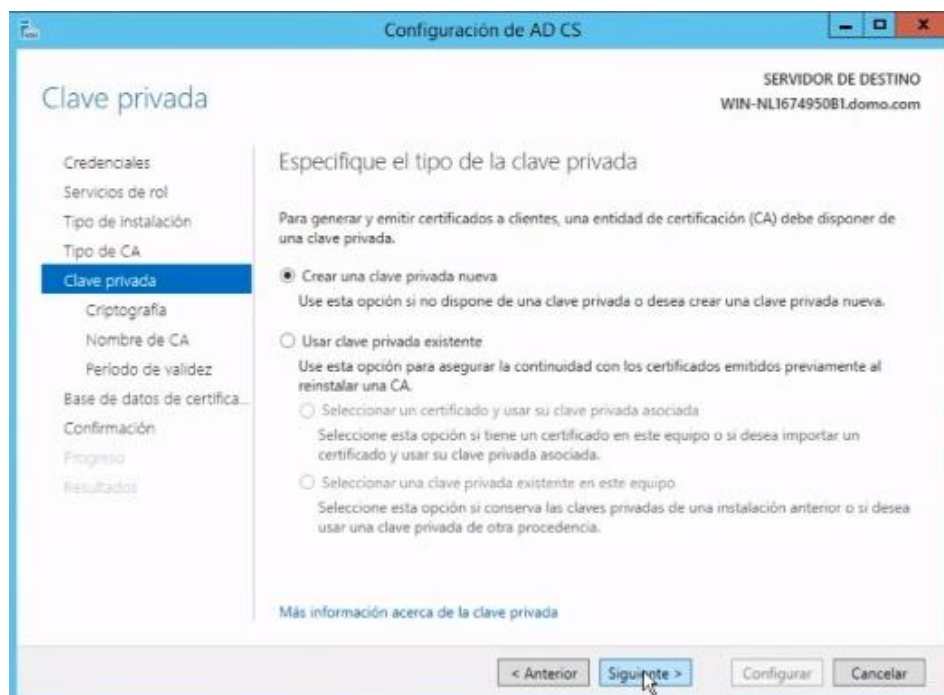 Configuración de AD CS
SERVIDOR DE DESTINO
WIN-NL1674950B1.domo.com
Clave privada
Credenciales
Servicios de rol
Tipo de instalación
Tipo de CA
Clave privada
Criptografía
Nombre de CA
Período de validez
Base de datos de certifica...
Confirmación
Progreso
Resultados
Especifique el tipo de la clave privada
Para generar y emitir certificados a clientes, una entidad de certificación (CA) debe disponer de
una clave privada.
Crear una clave privada nueva
Use esta opción si no dispone de una clave privada o desea crear una clave privada nueva.
Usar clave privada existente
Use esta opción para asegurar la continuidad con los certificados emitidos previamente al
reinstalar una CA.
Seleccionar un certificado y usar su clave privada asociada
Seleccione esta opción si tiene un certificado en este equipo o si desea importar un
certificado y usar su clave privada asociada.
Seleccionar una clave privada existente en este equipo
Seleccione esta opción si conserva las claves privadas de una instalación anterior o si desea
usar una clave privada de otra procedencia.
Más información acerca de la clave privada
< Anterior
Siguiente >
Configurar
Cancelar